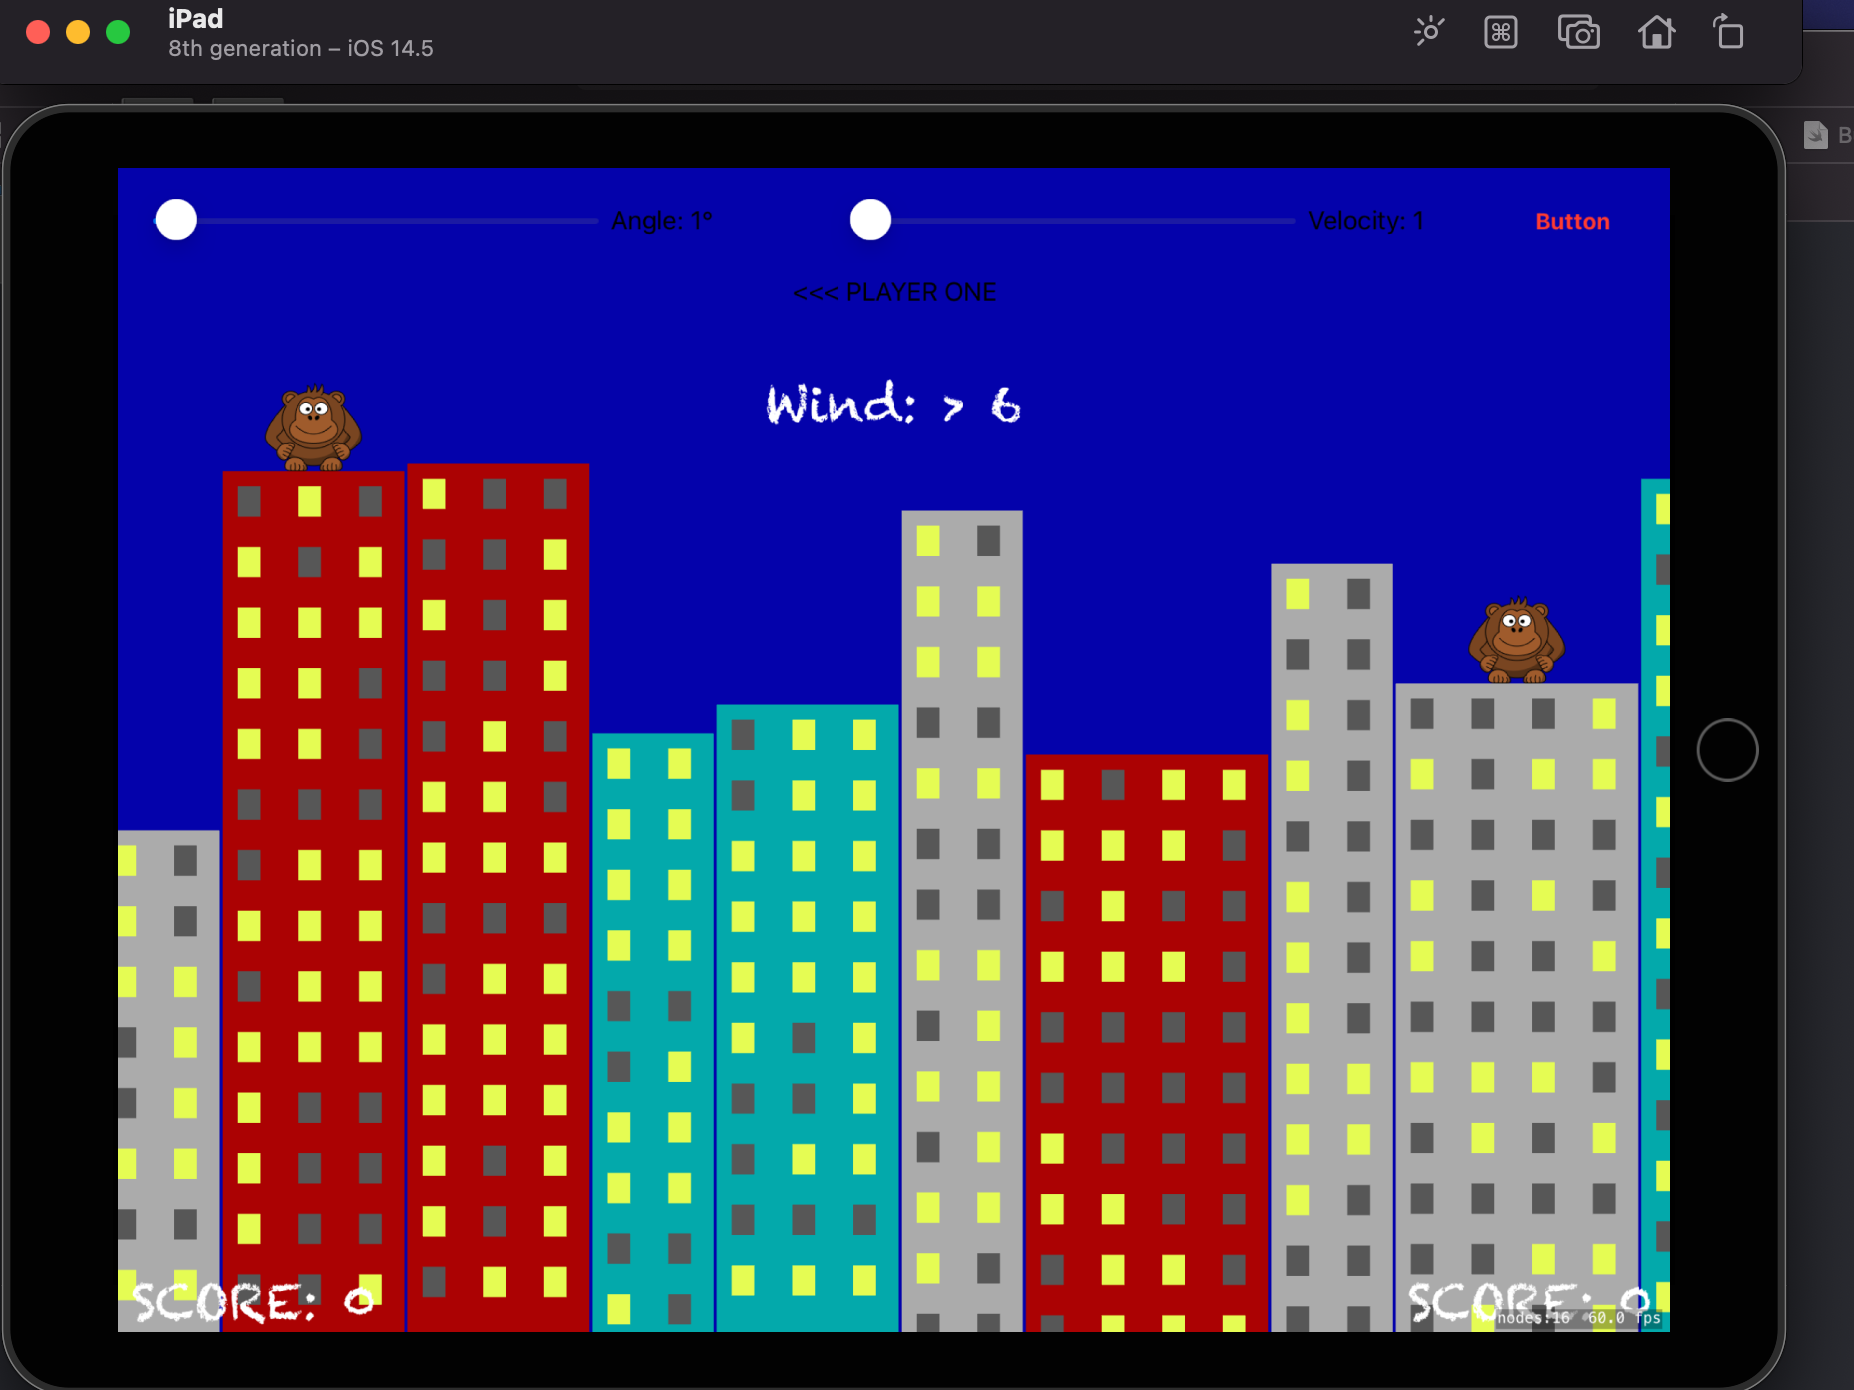 iPad
8th generation – iOS 14.5
B
Angle: 1°
Velocity: 1
Button
<<< PLAYER ONE
Wind: > 6
SCORE: 0
SCORE: 0
nodes:16 60.0 fps